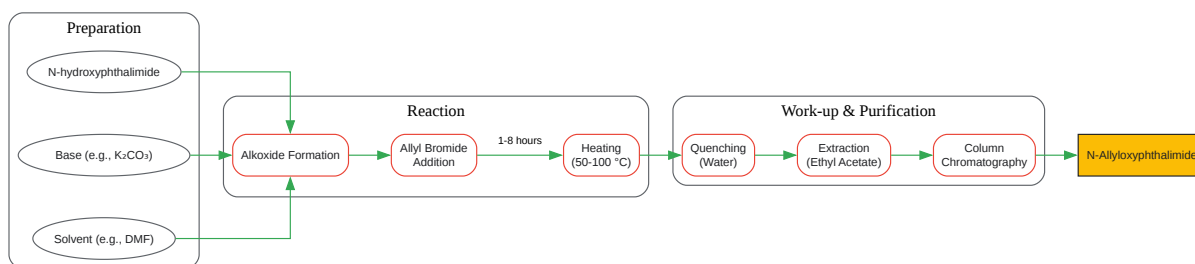 Preparation
N-hydroxyphthalimide
Base (e.g., K₂CO₃)
Solvent (e.g., DMF)
Reaction
Alkoxide Formation
Allyl Bromide
Addition
1-8 hours
Heating
(50-100 °C)
Work-up & Purification
Quenching
(Water)
Extraction
(Ethyl Acetate)
Column
Chromatography
N-Allyloxyphthalimide